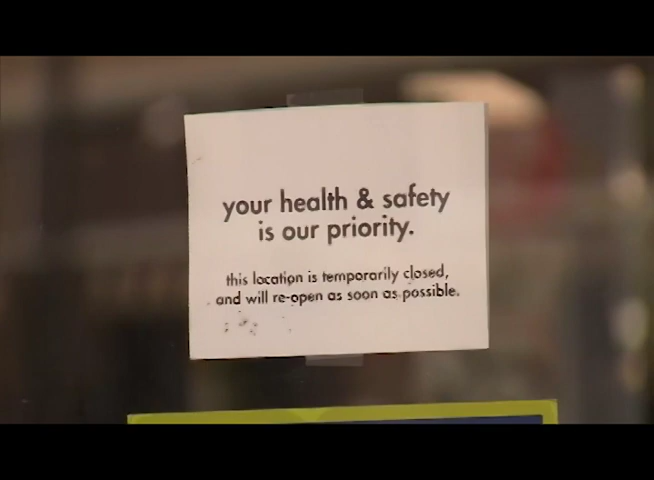 your health & safety
is our priority.
this location is temporarily closed,
and will re-open as soon as possible.